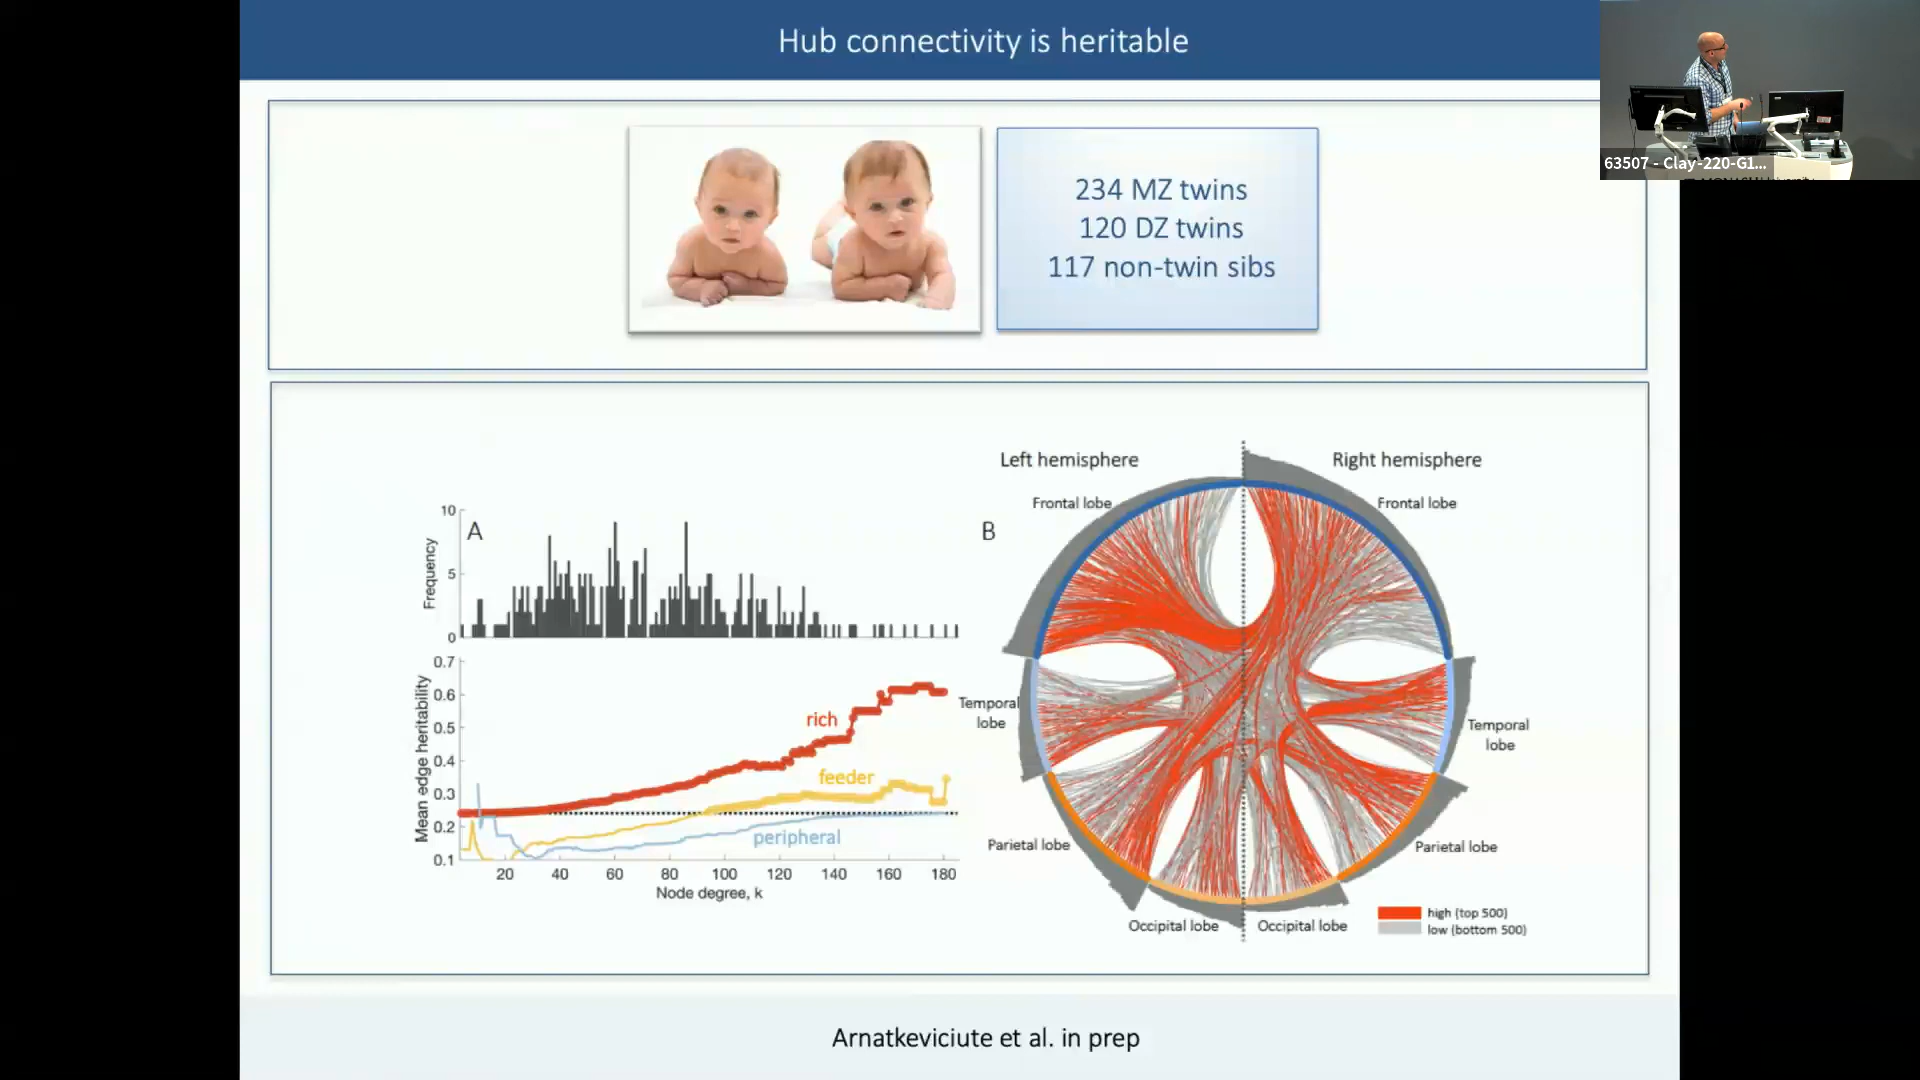 Hub connectivity is heritable
63507 - Clay-220-G1...
234 MZ twins
120 DZ twins
117 non-twin sibs
A
Frequency
10
5
0
Mean edge heritability
0.7
0.6
0.5
0.4
0.3
0.2
0.1
rich
feeder
peripheral
20 40 60 80 100 120 140 160 180
Node degree, k
B
Left hemisphere
Right hemisphere
Frontal lobe
Frontal lobe
Temporal
lobe
Temporal
lobe
Parietal lobe
Parietal lobe
Occipital lobe
Occipital lobe
high (top 500)
low (bottom 500)
Arnatkeviciute et al. in prep